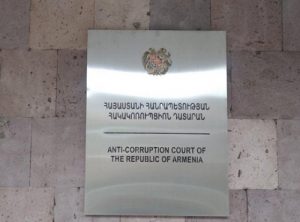 ՀԱՅԱՍՏԱՆԻ ՀԱՆՐԱՊԵՏՈՒԹՅԱՆ
ՀԱԿԱԿՈՌՈՒՊՑԻՈՆ ԴԱՏԱՐԱՆ
ANTI-CORRUPTION COURT OF
THE REPUBLIC OF ARMENIA